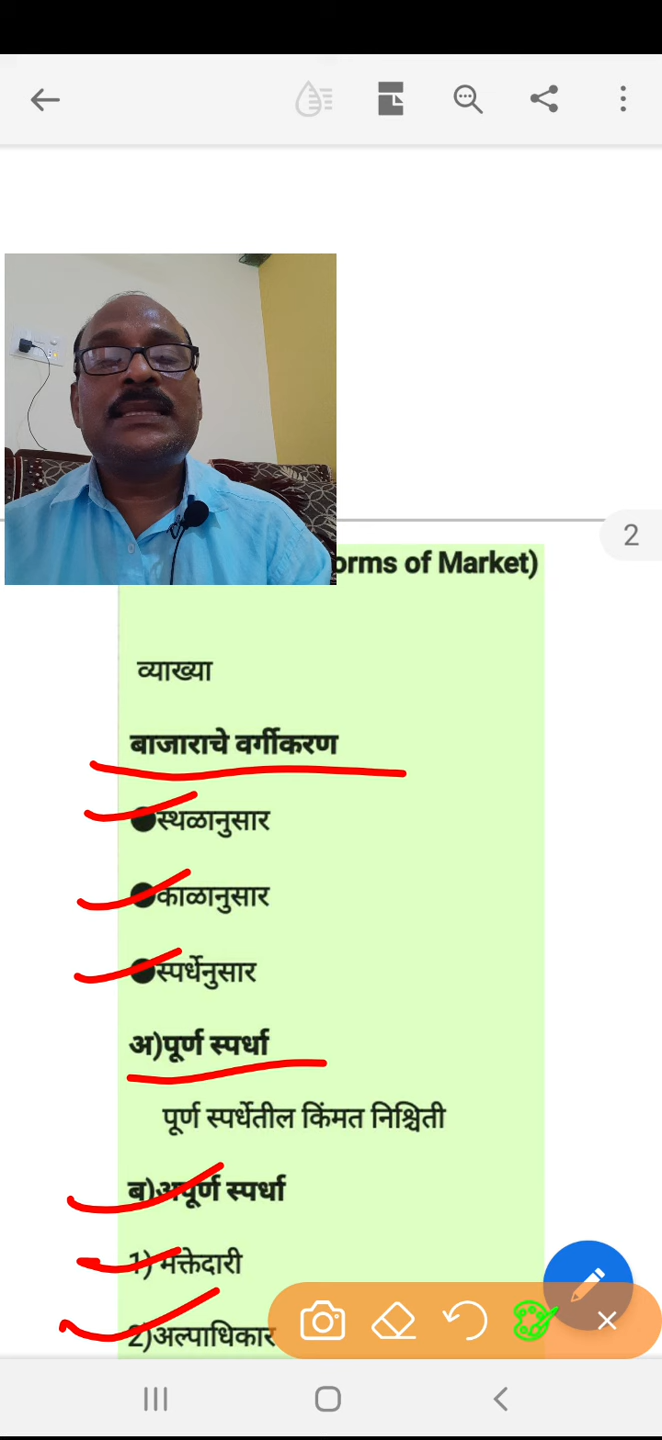 2
orms of Market)
व्याख्या
बाजाराचे वर्गीकरण
●स्थळानुसार
●काळानुसार
●स्पर्धेनुसार
अ)पूर्ण स्पर्धा
पूर्ण स्पर्धेतील किंमत निश्चिती
ब)अपूर्ण स्पर्धा
1) मक्तेदारी
2)अल्पाधिकार